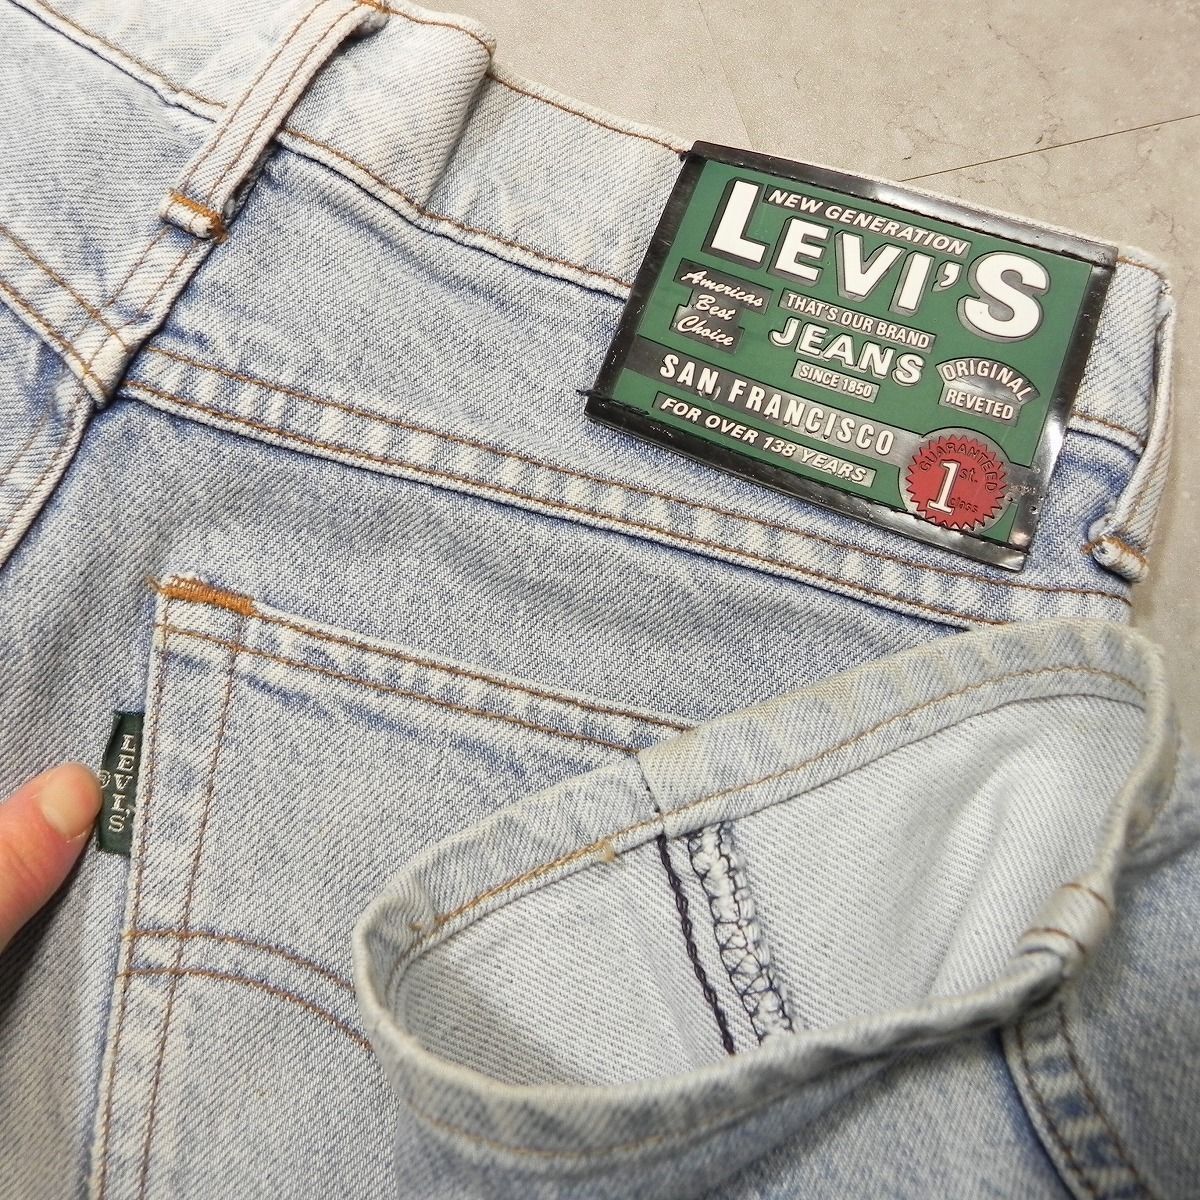 NEW GENERATION
LEVI'S
Americas
Best
Choice
THAT'S OUR BRAND
JEANS
SINCE 1850
ORIGINAL
REVETED
SAN, FRANCISCO
FOR OVER 138 YEARS
GUARANTEED
1st.
class
LEVI'S
®